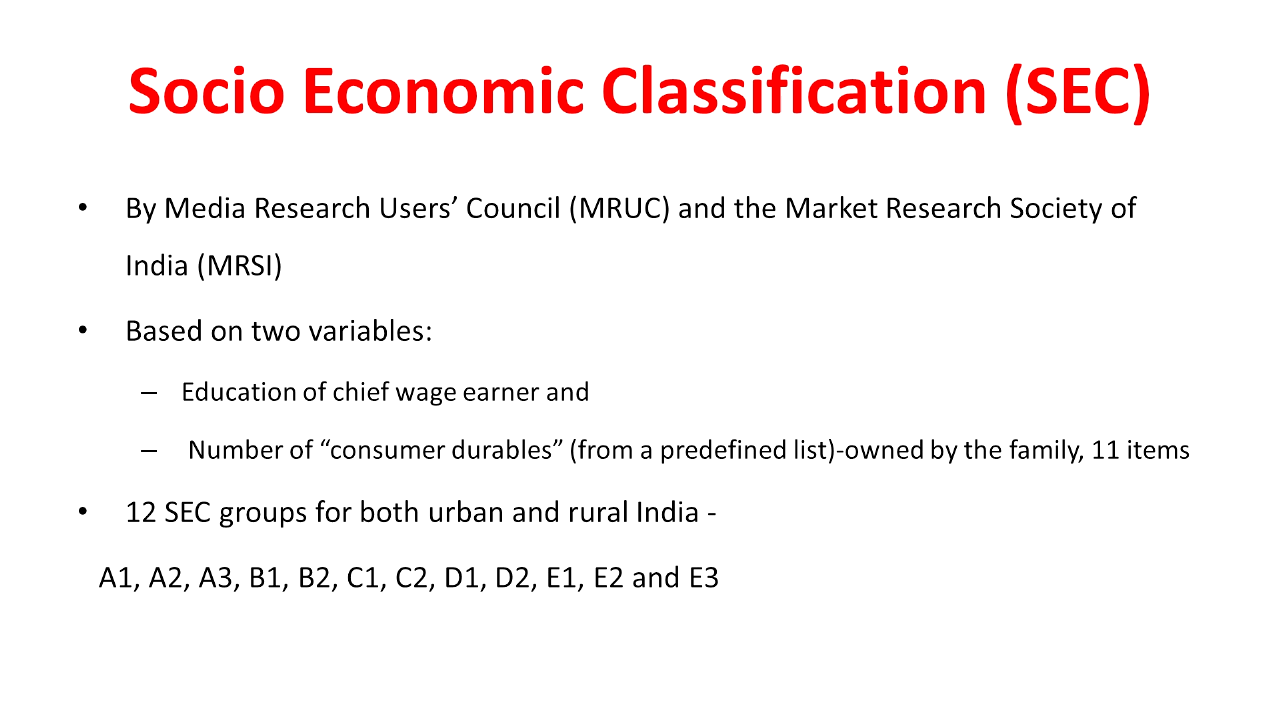 Socio Economic Classification (SEC)
• By Media Research Users’ Council (MRUC) and the Market Research Society of
India (MRSI)
• Based on two variables:
– Education of chief wage earner and
– Number of “consumer durables” (from a predefined list)-owned by the family, 11 items
• 12 SEC groups for both urban and rural India -
A1, A2, A3, B1, B2, C1, C2, D1, D2, E1, E2 and E3